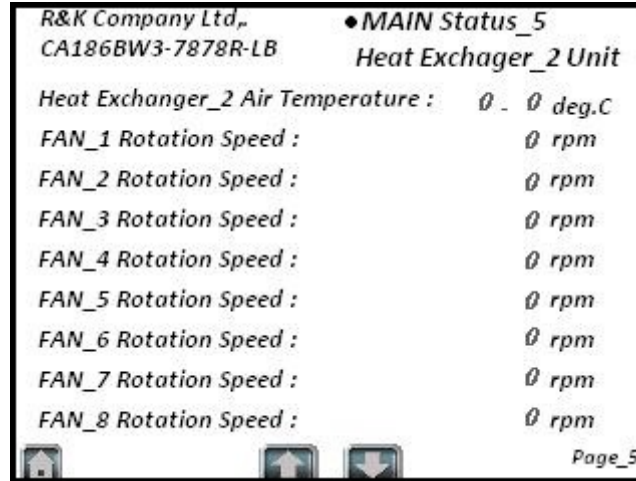 R&K Company Ltd,.
●MAIN Status_5
CA186BW3-7878R-LB
Heat Exchager_2 Unit
Heat Exchanger_2 Air Temperature : 0 . 0 deg.C
FAN_1 Rotation Speed : 0 rpm
FAN_2 Rotation Speed : 0 rpm
FAN_3 Rotation Speed : 0 rpm
FAN_4 Rotation Speed : 0 rpm
FAN_5 Rotation Speed : 0 rpm
FAN_6 Rotation Speed : 0 rpm
FAN_7 Rotation Speed : 0 rpm
FAN_8 Rotation Speed : 0 rpm
Page_5